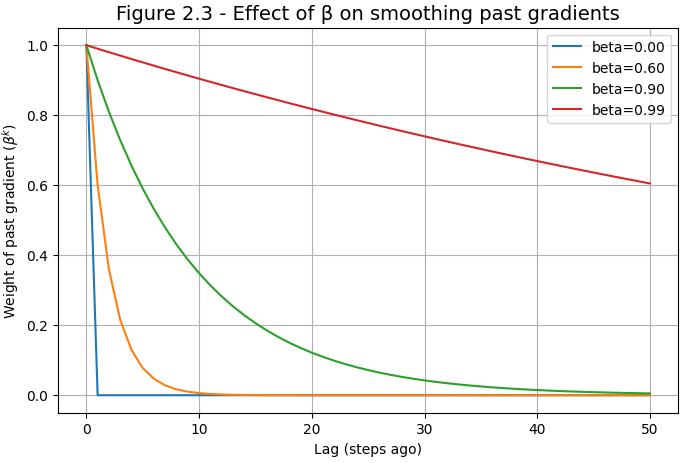 Figure 2.3 - Effect of β on smoothing past gradients
Weight of past gradient (βᵏ)
1.0
0.8
0.6
0.4
0.2
0.0
beta=0.00
beta=0.60
beta=0.90
beta=0.99
0 10 20 30 40 50
Lag (steps ago)